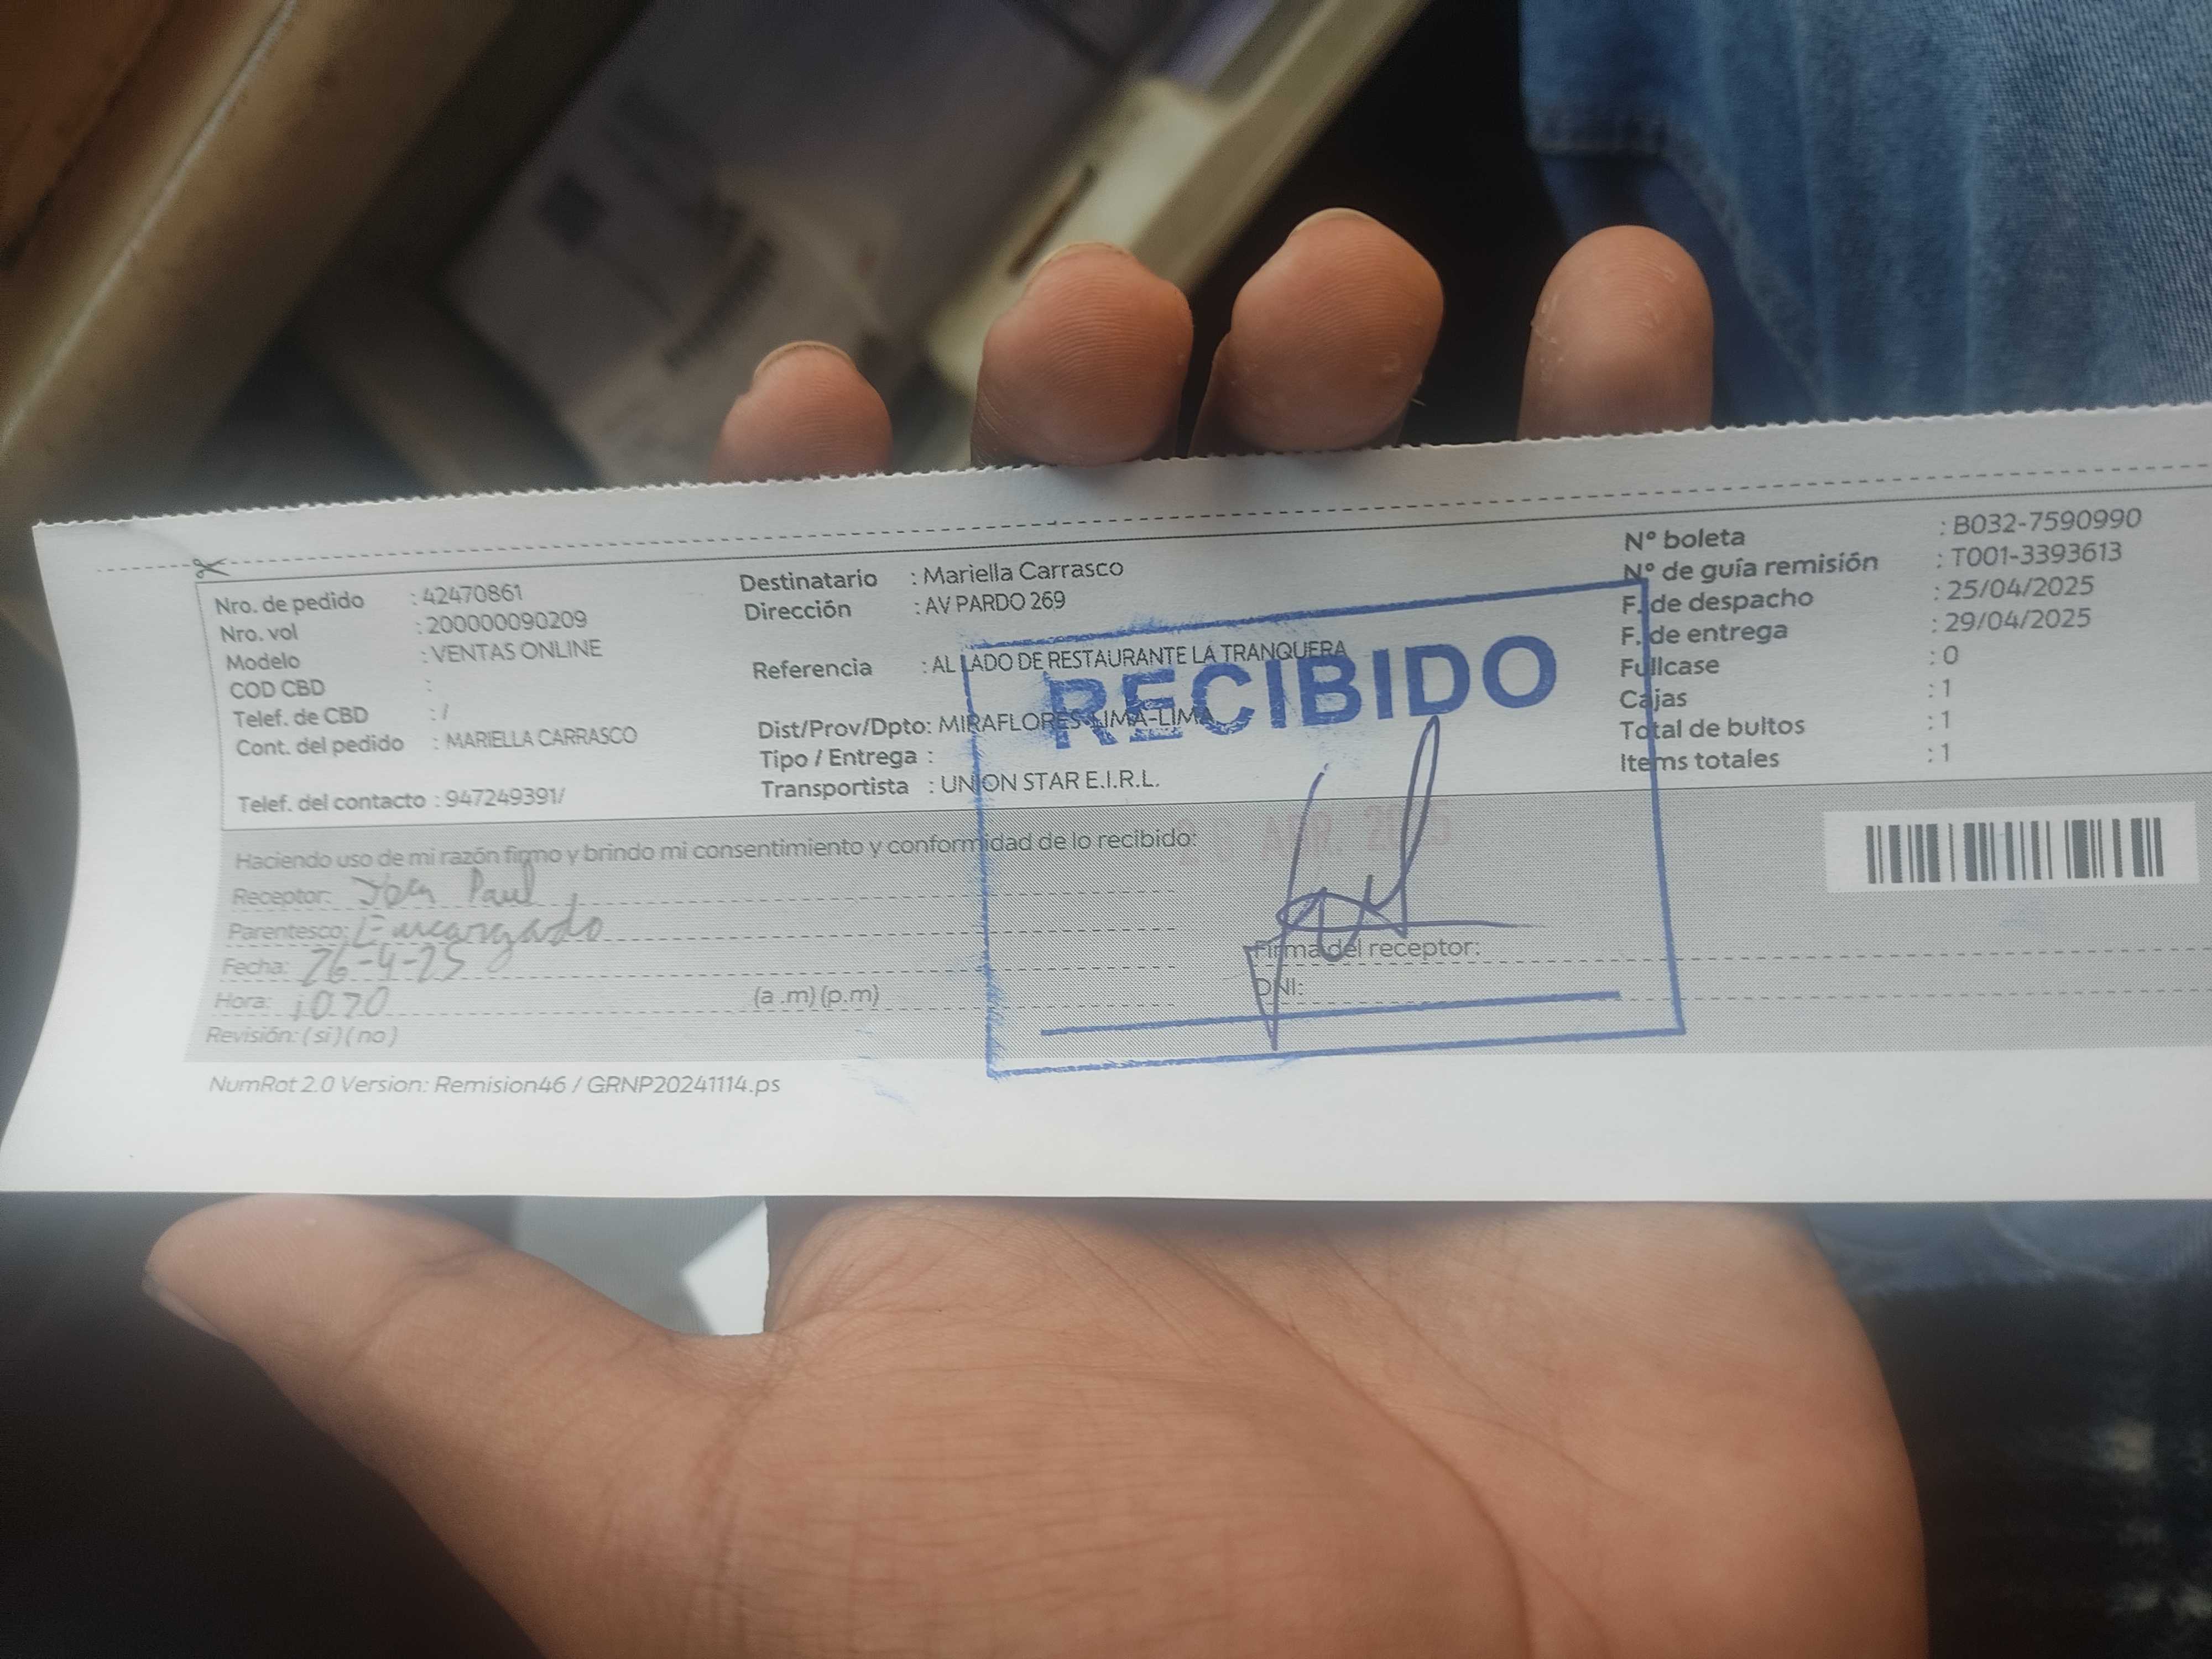 Nro. de pedido : 42470861
Nro. vol : 200000090209
Modelo : VENTAS ONLINE
COD CBD :
Telef. de CBD : /
Cont. del pedido : MARIELLA CARRASCO
Telef. del contacto : 947249391/
Destinatario : Mariella Carrasco
Dirección : AV PARDO 269
Referencia : AL LADO DE RESTAURANTE LA TRANQUERA
Dist/Prov/Dpto: MIRAFLORES-LIMA-LIMA
Tipo / Entrega :
Transportista : UNION STAR E.I.R.L.
Nº boleta : B032-7590990
Nº de guía remisión : T001-3393613
F. de despacho : 25/04/2025
F. de entrega : 29/04/2025
Fullcase : 0
Cajas : 1
Total de bultos : 1
Items totales : 1
RECIBIDO
ABR. 2025
Haciendo uso de mi razón firmo y brindo mi consentimiento y conformidad de lo recibido:
Receptor: Paul
Parentesco: Encargado
Fecha: 26-4-25
Hora: (a .m) (p.m)
Revisión: ( si ) ( no )
Firma del receptor:
DNI:
NumRot 2.0 Version: Remision46 / GRNP20241114.ps